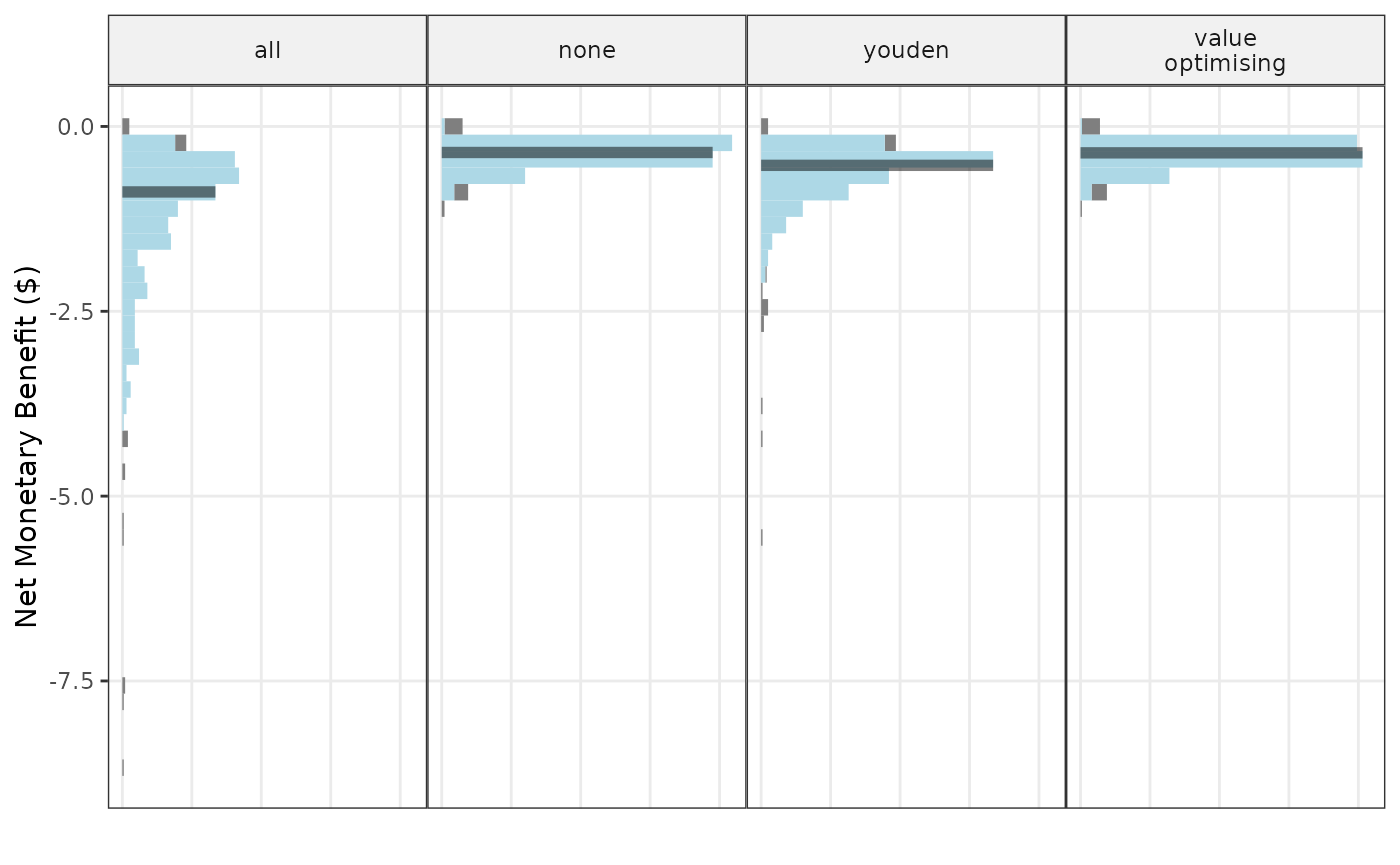 all
none
youden
value
optimising
Net Monetary Benefit ($)
0.0
-2.5
-5.0
-7.5